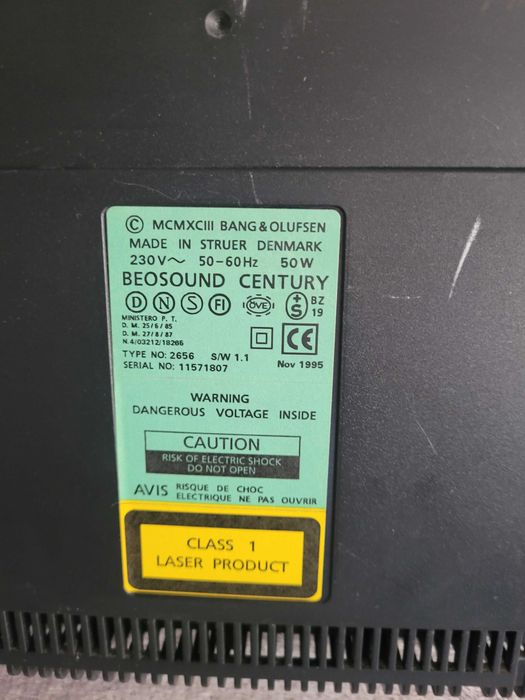 © MCMXCIII BANG & OLUFSEN
MADE IN STRUER DENMARK
230V~ 50-60Hz 50W
BEOSOUND CENTURY
D N S FI ÖVE +S BZ 19
MINISTERO P. T.
D. M. 25/6/85
D. M. 27/8/87
N.4/03212/18266
CE
TYPE NO: 2656 S/W 1.1
SERIAL NO: 11571807 Nov 1995
WARNING
DANGEROUS VOLTAGE INSIDE
CAUTION
RISK OF ELECTRIC SHOCK
DO NOT OPEN
AVIS RISQUE DE CHOC
ELECTRIQUE NE PAS OUVRIR
CLASS 1
LASER PRODUCT